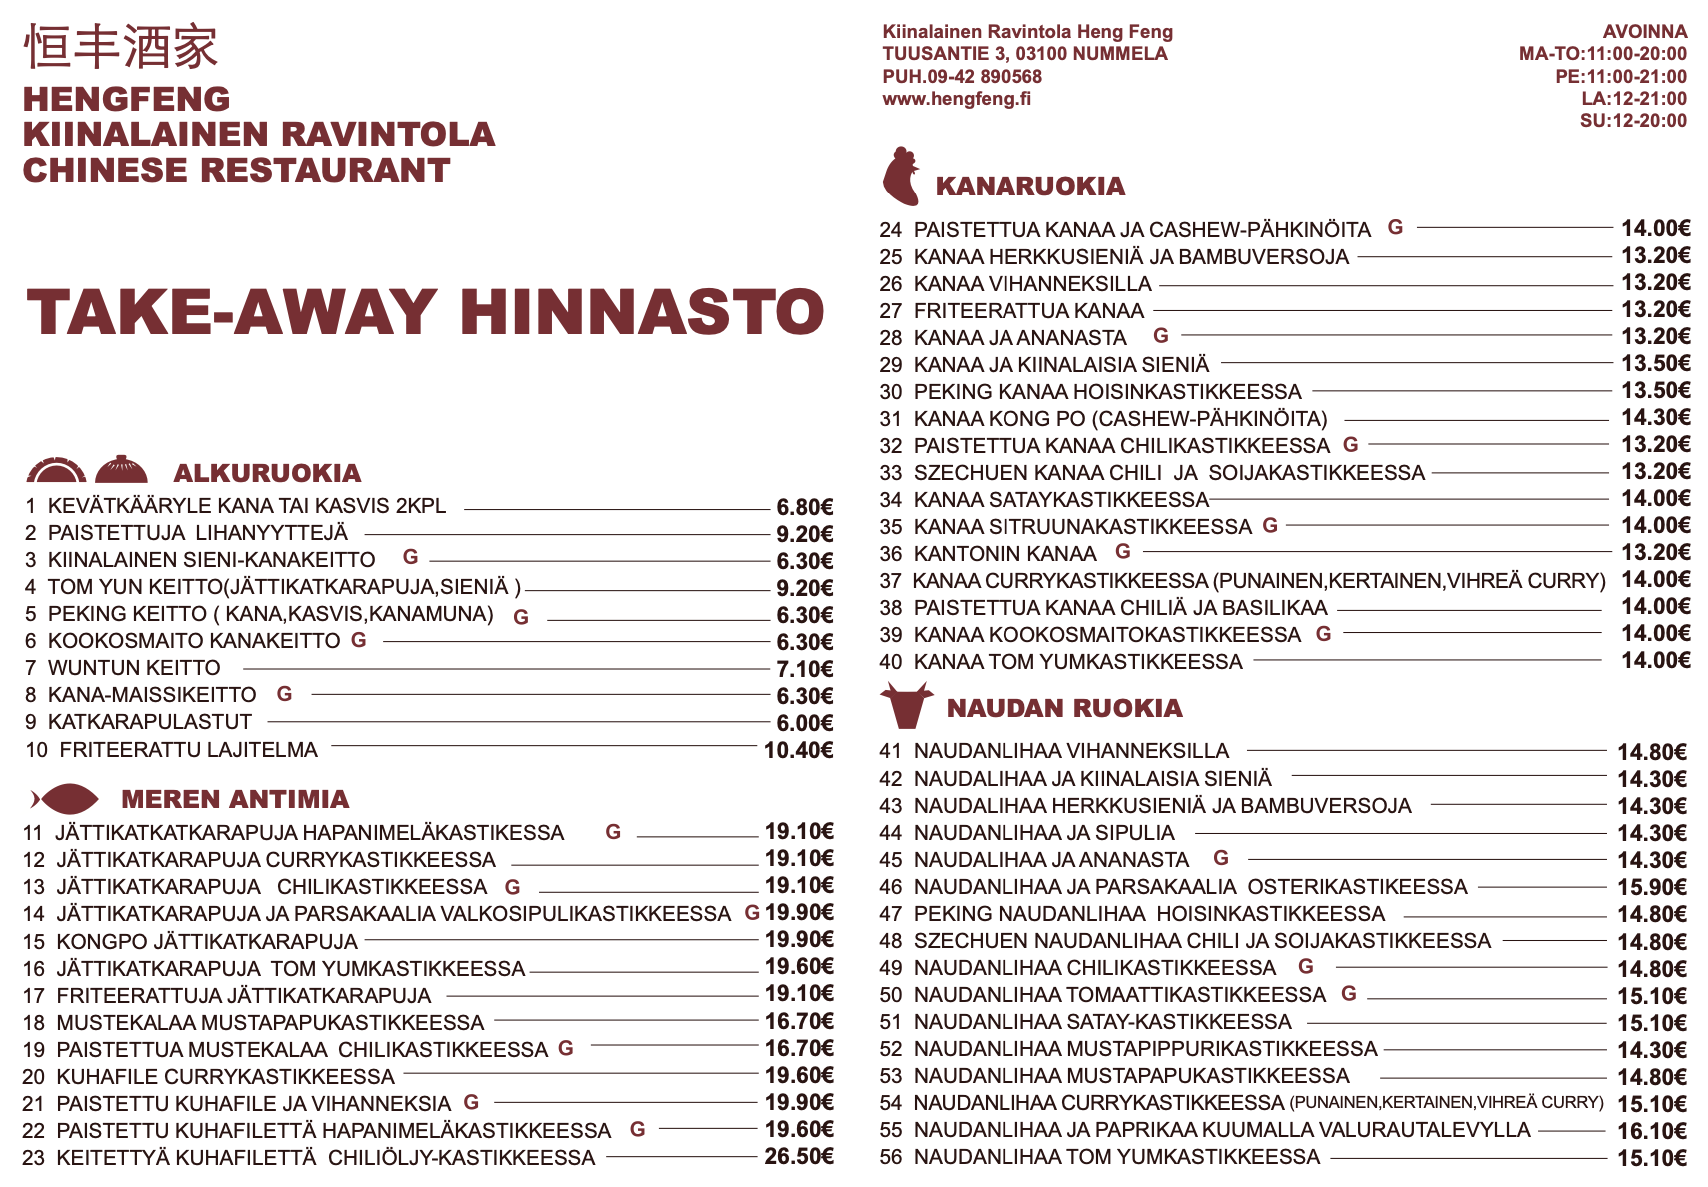 恒丰酒家
HENGFENG
KIINALAINEN RAVINTOLA
CHINESE RESTAURANT
TAKE-AWAY HINNASTO
ALKURUOKIA
1 KEVÄTKÄÄRYLE KANA TAI KASVIS 2KPL 6.80€
2 PAISTETTUJA LIHANYYTTEJÄ 9.20€
3 KIINALAINEN SIENI-KANAKEITTO G 6.30€
4 TOM YUN KEITTO(JÄTTIKATKARAPUJA,SIENIÄ ) 9.20€
5 PEKING KEITTO ( KANA,KASVIS,KANAMUNA) G 6.30€
6 KOOKOSMAITO KANAKEITTO G 6.30€
7 WUNTUN KEITTO 7.10€
8 KANA-MAISSIKEITTO G 6.30€
9 KATKARAPULASTUT 6.00€
10 FRITEERATTU LAJITELMA 10.40€
MEREN ANTIMIA
11 JÄTTIKATKATKARAPUJA HAPANIMELÄKASTIKESSA G 19.10€
12 JÄTTIKATKARAPUJA CURRYKASTIKKEESSA 19.10€
13 JÄTTIKATKARAPUJA CHILIKASTIKKEESSA G 19.10€
14 JÄTTIKATKARAPUJA JA PARSAKAALIA VALKOSIPULIKASTIKKEESSA G 19.90€
15 KONGPO JÄTTIKATKARAPUJA 19.90€
16 JÄTTIKATKARAPUJA TOM YUMKASTIKKEESSA 19.60€
17 FRITEERATTUJA JÄTTIKATKARAPUJA 19.10€
18 MUSTEKALAA MUSTAPAPUKASTIKKEESSA 16.70€
19 PAISTETTUA MUSTEKALAA CHILIKASTIKKEESSA G 16.70€
20 KUHAFILE CURRYKASTIKKEESSA 19.60€
21 PAISTETTU KUHAFILE JA VIHANNEKSIA G 19.90€
22 PAISTETTU KUHAFILETTÄ HAPANIMELÄKASTIKKEESSA G 19.60€
23 KEITETTYÄ KUHAFILETTÄ CHILIÖLJY-KASTIKKEESSA 26.50€
Kiinalainen Ravintola Heng Feng
TUUSANTIE 3, 03100 NUMMELA
PUH.09-42 890568
www.hengfeng.fi
AVOINNA
MA-TO:11:00-20:00
PE:11:00-21:00
LA:12-21:00
SU:12-20:00
KANARUOKIA
24 PAISTETTUA KANAA JA CASHEW-PÄHKINÖITA G 14.00€
25 KANAA HERKKUSIENIÄ JA BAMBUVERSOJA 13.20€
26 KANAA VIHANNEKSILLA 13.20€
27 FRITEERATTUA KANAA 13.20€
28 KANAA JA ANANASTA G 13.20€
29 KANAA JA KIINALAISIA SIENIÄ 13.50€
30 PEKING KANAA HOISINKASTIKKEESSA 13.50€
31 KANAA KONG PO (CASHEW-PÄHKINÖITA) 14.30€
32 PAISTETTUA KANAA CHILIKASTIKKEESSA G 13.20€
33 SZECHUEN KANAA CHILI JA SOIJAKASTIKKEESSA 13.20€
34 KANAA SATAYKASTIKKEESSA 14.00€
35 KANAA SITRUUNAKASTIKKEESSA G 14.00€
36 KANTONIN KANAA G 13.20€
37 KANAA CURRYKASTIKKEESSA (PUNAINEN,KERTAINEN,VIHREÄ CURRY) 14.00€
38 PAISTETTUA KANAA CHILIÄ JA BASILIKAA 14.00€
39 KANAA KOOKOSMAITOKASTIKKEESSA G 14.00€
40 KANAA TOM YUMKASTIKKEESSA 14.00€
NAUDAN RUOKIA
41 NAUDANLIHAA VIHANNEKSILLA 14.80€
42 NAUDALIHAA JA KIINALAISIA SIENIÄ 14.30€
43 NAUDALIHAA HERKKUSIENIÄ JA BAMBUVERSOJA 14.30€
44 NAUDANLIHAA JA SIPULIA 14.30€
45 NAUDALIHAA JA ANANASTA G 14.30€
46 NAUDANLIHAA JA PARSAKAALIA OSTERIKASTIKEESSA 15.90€
47 PEKING NAUDANLIHAA HOISINKASTIKKEESSA 14.80€
48 SZECHUEN NAUDANLIHAA CHILI JA SOIJAKASTIKKEESSA 14.80€
49 NAUDANLIHAA CHILIKASTIKKEESSA G 14.80€
50 NAUDANLIHAA TOMAATTIKASTIKKEESSA G 15.10€
51 NAUDANLIHAA SATAY-KASTIKKEESSA 15.10€
52 NAUDANLIHAA MUSTAPIPPURIKASTIKKEESSA 14.30€
53 NAUDANLIHAA MUSTAPAPUKASTIKKEESSA 14.80€
54 NAUDANLIHAA CURRYKASTIKKEESSA (PUNAINEN,KERTAINEN,VIHREÄ CURRY) 15.10€
55 NAUDANLIHAA JA PAPRIKAA KUUMALLA VALURAUTALEVYLLA 16.10€
56 NAUDANLIHAA TOM YUMKASTIKKEESSA 15.10€